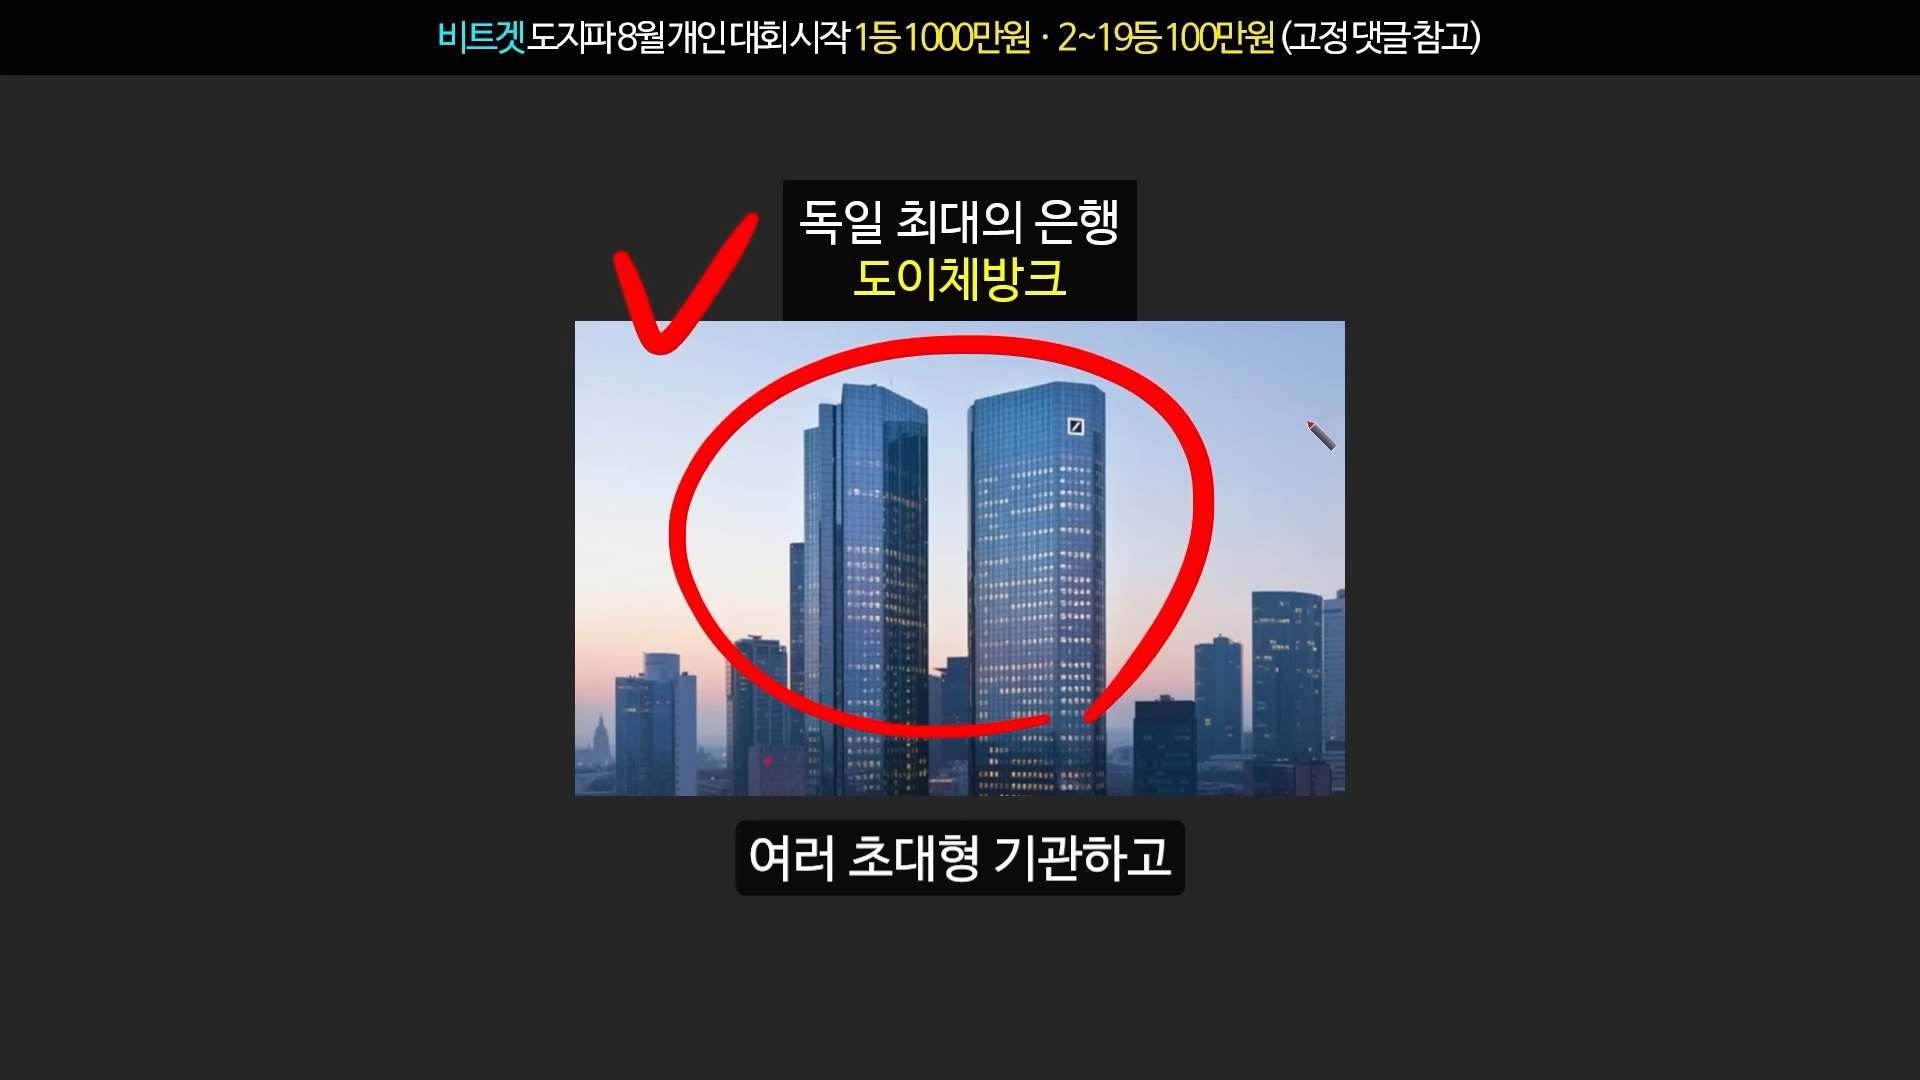 비트겟 도지파 8월 개인 대회 시작 1등 1000만원 · 2~19등 100만원 (고정 댓글 참고)
독일 최대의 은행
도이체방크
여러 초대형 기관하고